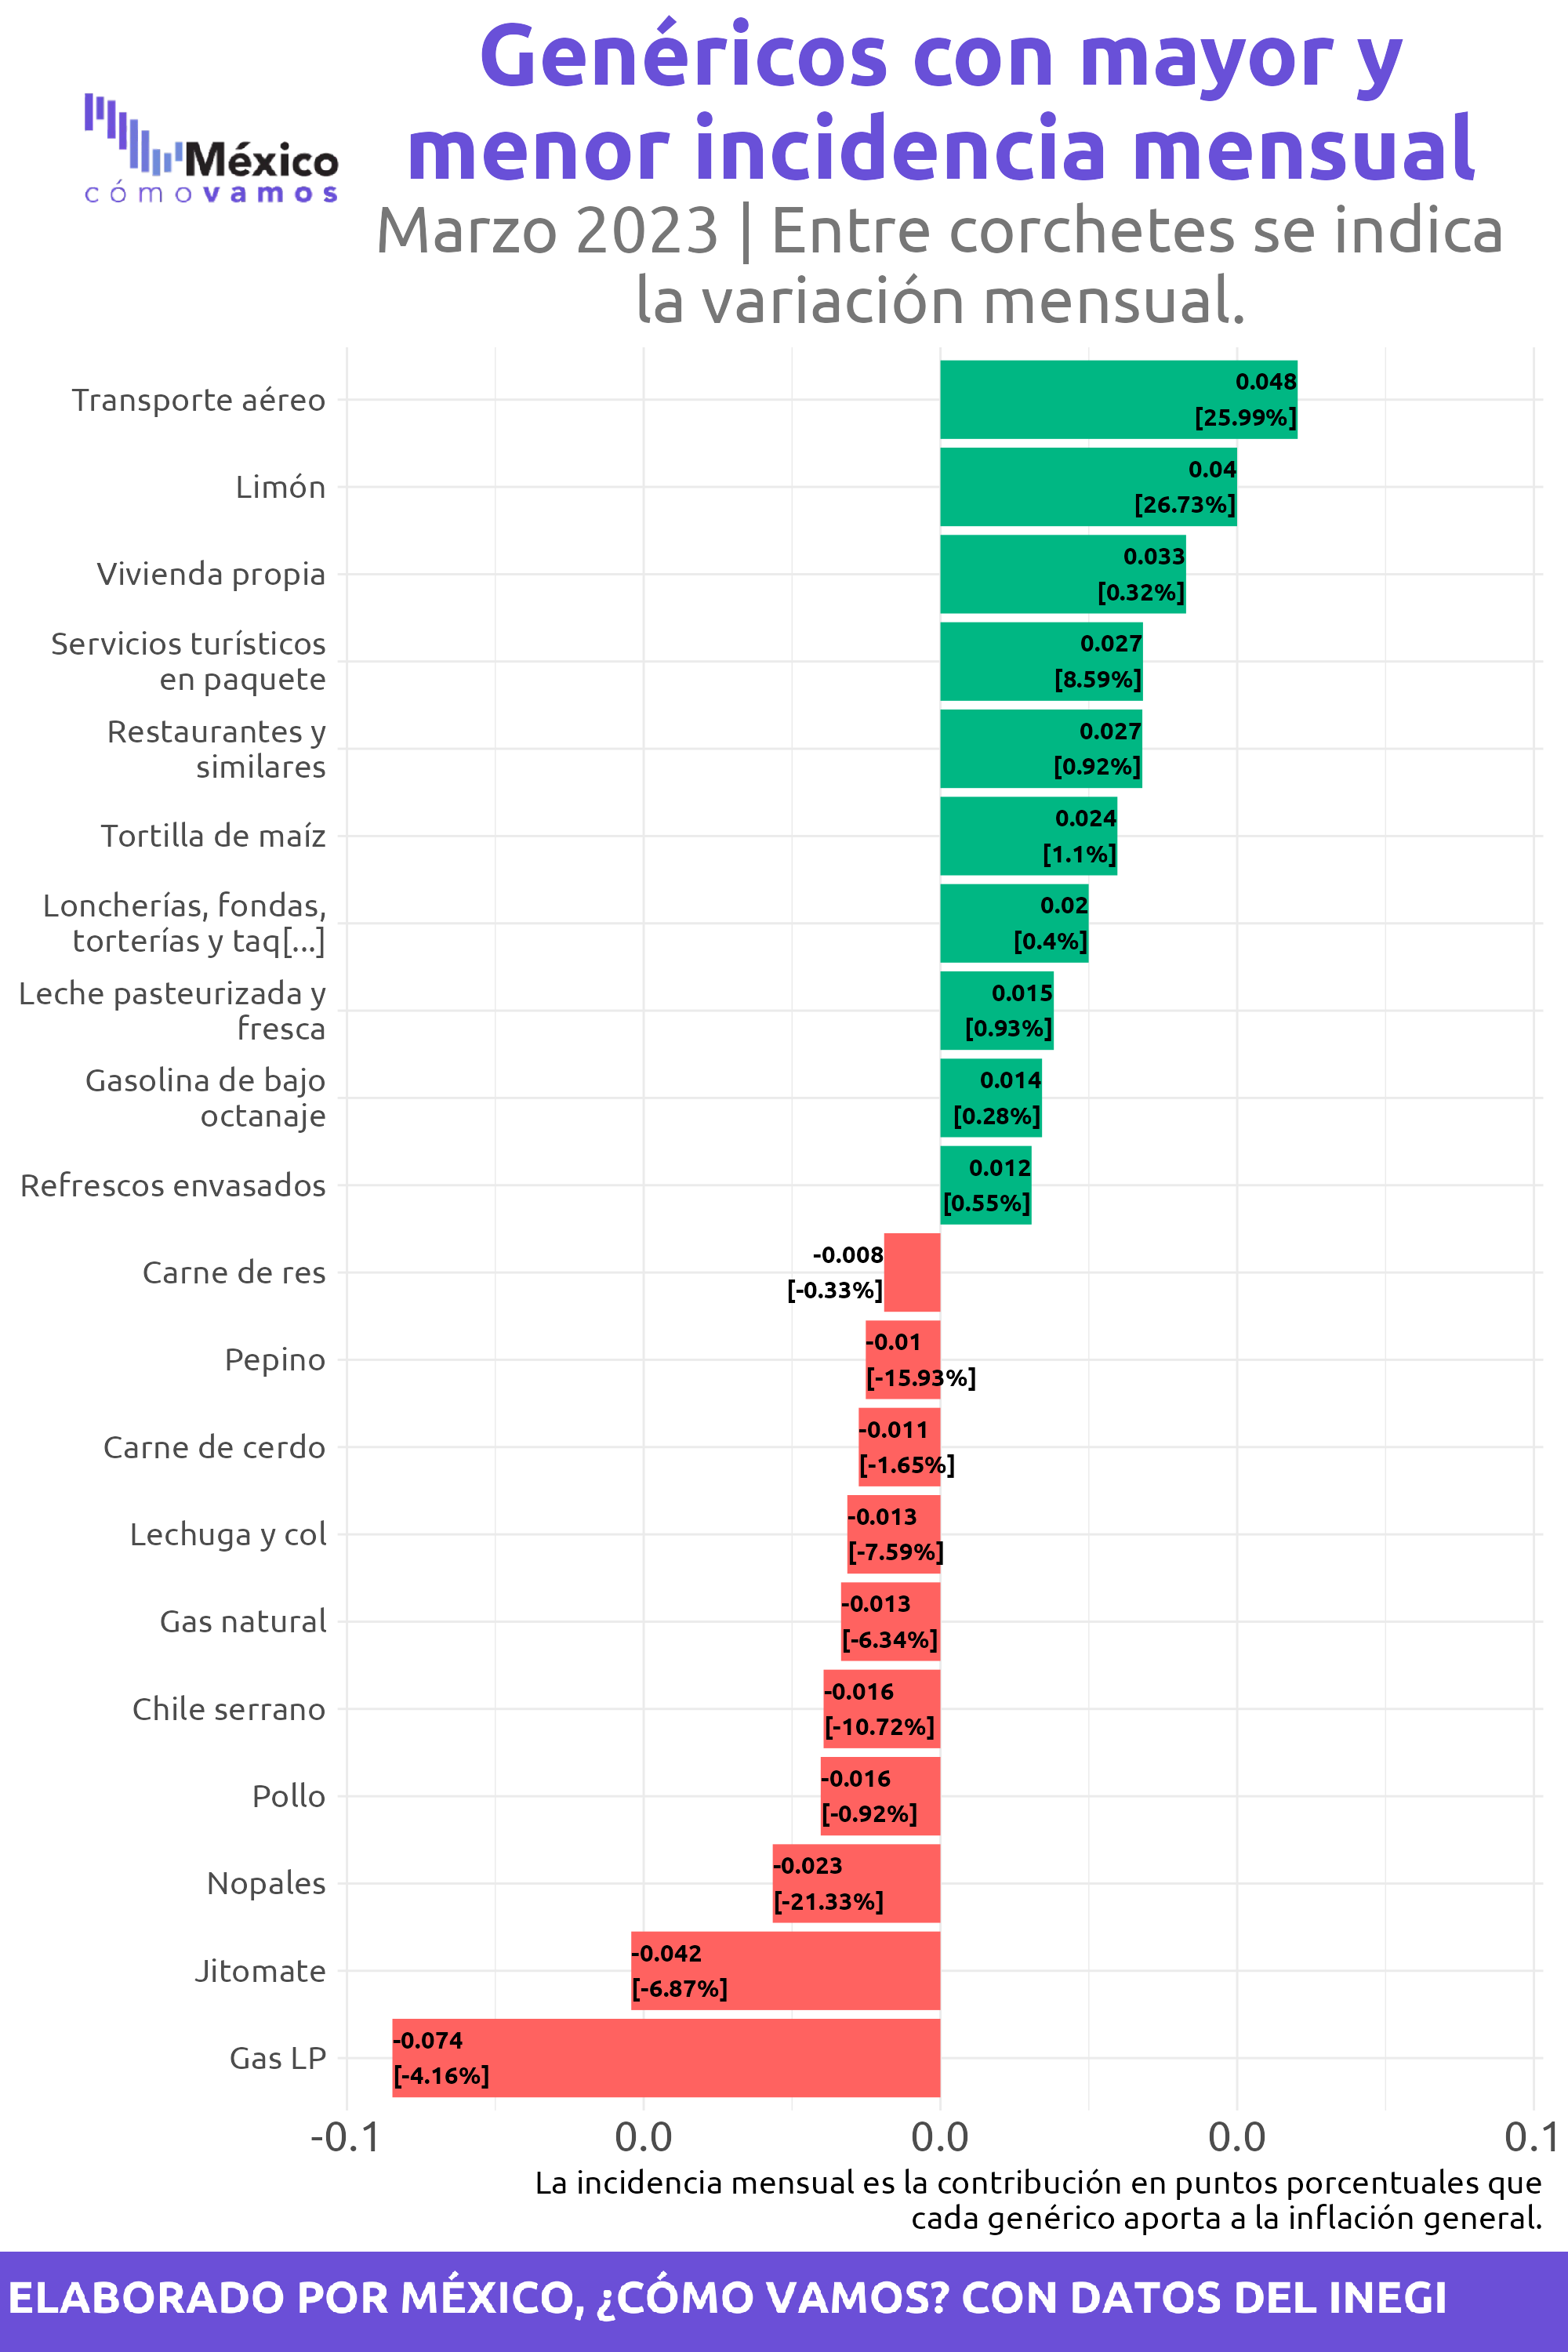 Genéricos con mayor y
menor incidencia mensual
México
cómovamos
Marzo 2023 | Entre corchetes se indica
la variación mensual.
Transporte aéreo
0.048
[25.99%]
Limón
0.04
[26.73%]
Vivienda propia
0.033
[0.32%]
Servicios turísticos
en paquete
0.027
[8.59%]
Restaurantes y
similares
0.027
[0.92%]
Tortilla de maíz
0.024
[1.1%]
Loncherías, fondas,
torterías y taq[...]
0.02
[0.4%]
Leche pasteurizada y
fresca
0.015
[0.93%]
Gasolina de bajo
octanaje
0.014
[0.28%]
Refrescos envasados
0.012
[0.55%]
Carne de res
-0.008
[-0.33%]
Pepino
-0.01
[-15.93%]
Carne de cerdo
-0.011
[-1.65%]
Lechuga y col
-0.013
[-7.59%]
Gas natural
-0.013
[-6.34%]
Chile serrano
-0.016
[-10.72%]
Pollo
-0.016
[-0.92%]
Nopales
-0.023
[-21.33%]
Jitomate
-0.042
[-6.87%]
Gas LP
-0.074
[-4.16%]
-0.1 0.0 0.0 0.0 0.1
La incidencia mensual es la contribución en puntos porcentuales que
cada genérico aporta a la inflación general.
ELABORADO POR MÉXICO, ¿CÓMO VAMOS? CON DATOS DEL INEGI